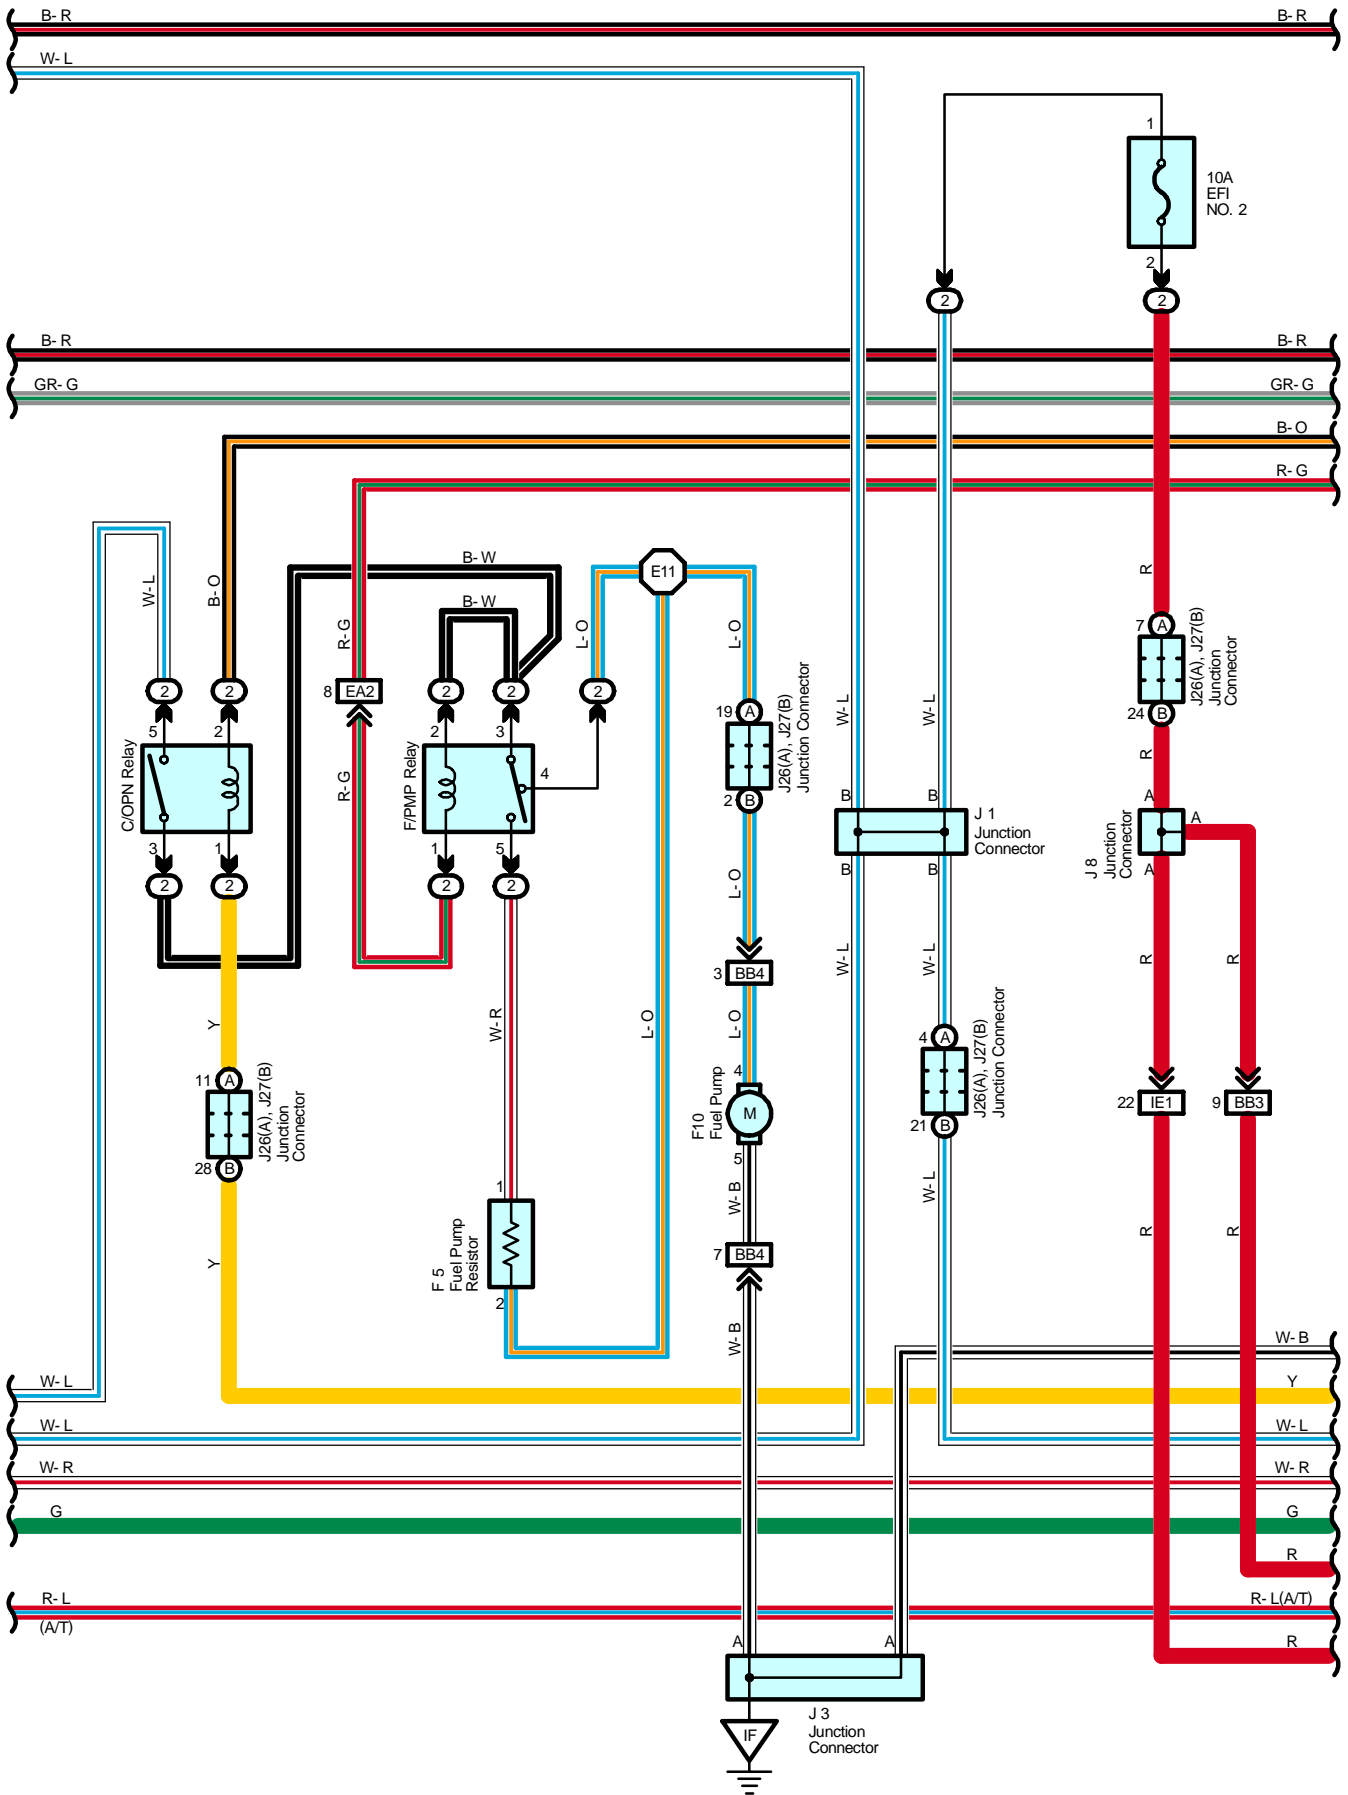 B- R
B- R
W- L
1
10A
EFI
NO. 2
2
2
2
B- R
B- R
GR- G
GR- G
B- O
R- G
W- L
B- O
B- W
B- W
R- G
L- O
E11
L- O
R
2
2
8 EA2
2
2
2
5
2
2
3
4
C/OPN Relay
R- G
F/PMP Relay
3
1
1
5
2
2
2
2
19 A
J26(A), J27(B)
Junction Connector
2 B
W- L
W- L
7 A
J26(A), J27(B)
Junction
Connector
24 B
R
B
B
J 1
Junction
Connector
B
B
A
A
J 8
Junction
Connector
A
L- O
W- L
W- L
R
R
3 BB4
L- O
Y
W- R
L- O
11 A
J26(A), J27(B)
Junction
Connector
28 B
4
F10
Fuel Pump
M
5
4 A
J26(A), J27(B)
Junction Connector
21 B
22 IE1
9 BB3
Y
1
F 5
Fuel Pump
Resistor
2
W- B
7 BB4
W- B
W- L
R
R
W- B
W- L
Y
W- L
W- L
W- R
W- R
G
G
R
R- L
(A/T)
R- L(A/T)
R
A
A
J 3
Junction
Connector
IF